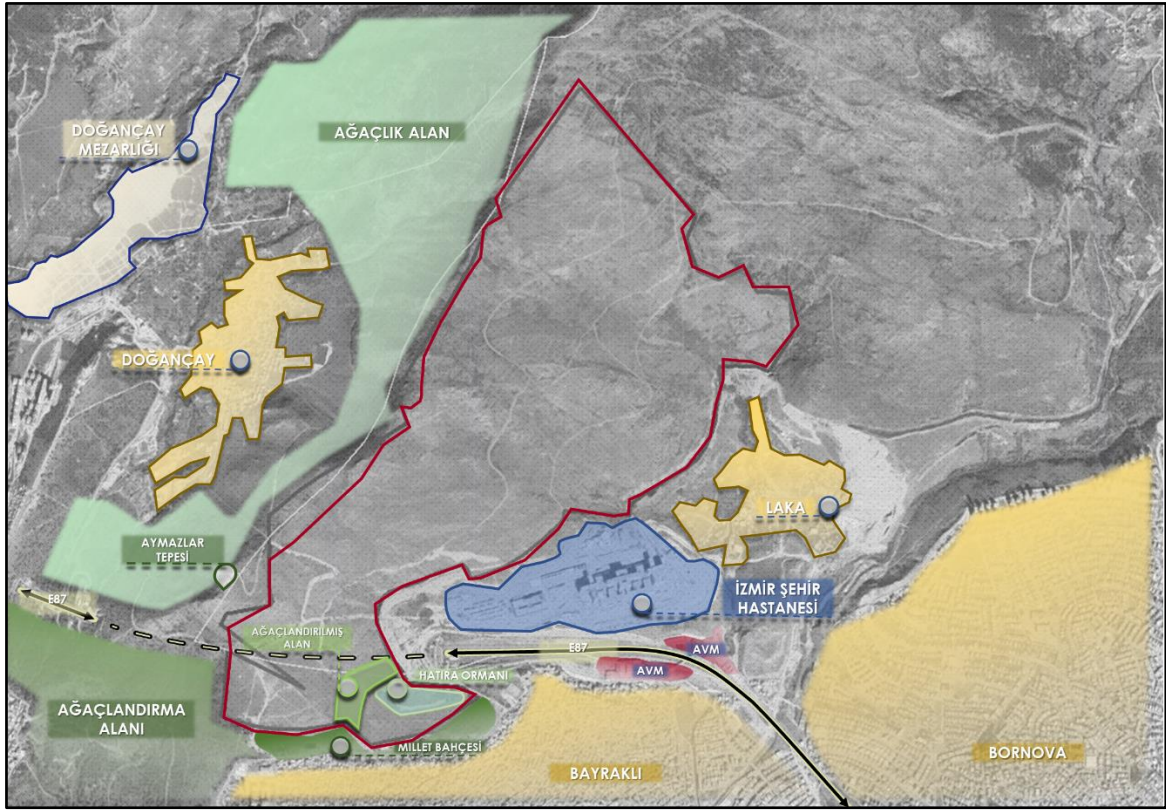 AĞAÇLIK ALAN
DOĞANÇAY
MEZARLIĞI
DOĞANÇAY
LAKA
AYMAZLAR
TEPESİ
İZMİR ŞEHİR
HASTANESİ
E87
AĞAÇLANDIRILMIŞ
ALAN
E87
AVM
AVM
HATIRA ORMANI
AĞAÇLANDIRMA
ALANI
MİLLET BAHÇESİ
BAYRAKLI
BORNOVA